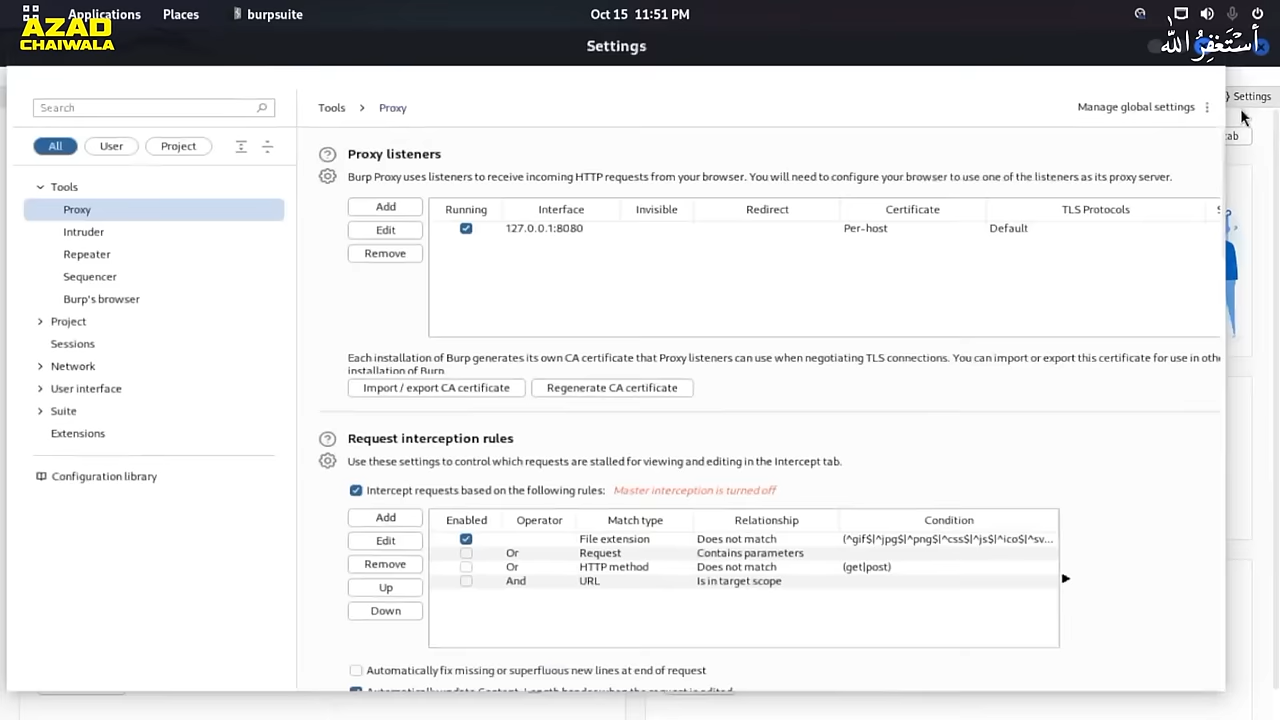 Applications Places burpsuite Oct 15 11:51 PM
AZAD
CHAIWALA
أستغفر الله
Settings
Settings
Search
Tools > Proxy
Manage global settings
All User Project
Tools
Proxy
Intruder
Repeater
Sequencer
Burp's browser
Project
Sessions
Network
User interface
Suite
Extensions
Configuration library
Proxy listeners
Burp Proxy uses listeners to receive incoming HTTP requests from your browser. You will need to configure your browser to use one of the listeners as its proxy server.
Add
Edit
Remove
Running Interface Invisible Redirect Certificate TLS Protocols
127.0.0.1:8080 Per-host Default
Each installation of Burp generates its own CA certificate that Proxy listeners can use when negotiating TLS connections. You can import or export this certificate for use in othe
installation of Burp
Import / export CA certificate Regenerate CA certificate
Request interception rules
Use these settings to control which requests are stalled for viewing and editing in the Intercept tab.
Intercept requests based on the following rules: Master interception is turned off
Add
Edit
Remove
Up
Down
Enabled Operator Match type Relationship Condition
File extension Does not match (^gif$|^jpg$|^png$|^css$|^js$|^ico$|^sv...
Or Request Contains parameters
Or HTTP method Does not match (get|post)
And URL Is in target scope
Automatically fix missing or superfluous new lines at end of request
Automatically update Content-Length header when the request is edited